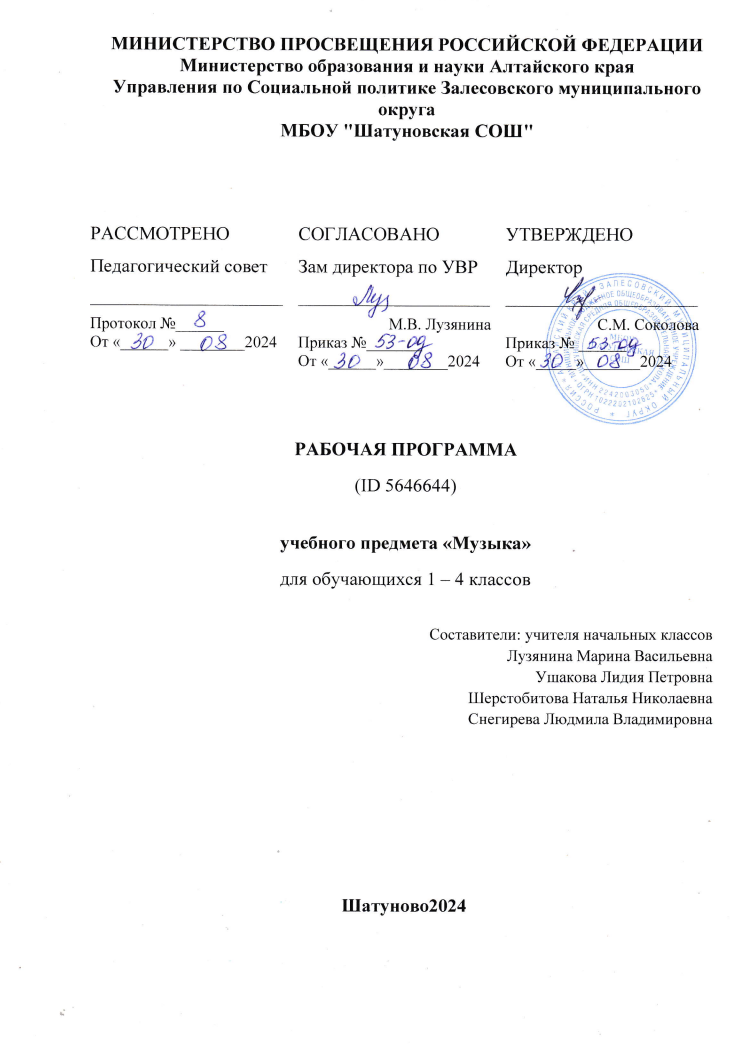 МИНИСТЕРСТВО ПРОСВЕЩЕНИЯ РОССИЙСКОЙ ФЕДЕРАЦИИ
Министерство образования и науки Алтайского края
Управления по Социальной политике Залесовского муниципального
округа
МБОУ "Шатуновская СОШ"
РАССМОТРЕНО
Педагогический совет
Протокол № 8
От «30» 08 2024
СОГЛАСОВАНО
Зам директора по УВР
М.В. Лузянина
Приказ № 53-од
От «30» 08 2024
УТВЕРЖДЕНО
Директор
С.М. Соколова
Приказ № 53-од
От «30» 08 2024
РАБОЧАЯ ПРОГРАММА
(ID 5646644)
учебного предмета «Музыка»
для обучающихся 1 – 4 классов
Составители: учителя начальных классов
Лузянина Марина Васильевна
Ушакова Лидия Петровна
Шерстобитова Наталья Николаевна
Снегирева Людмила Владимировна
Шатуново2024